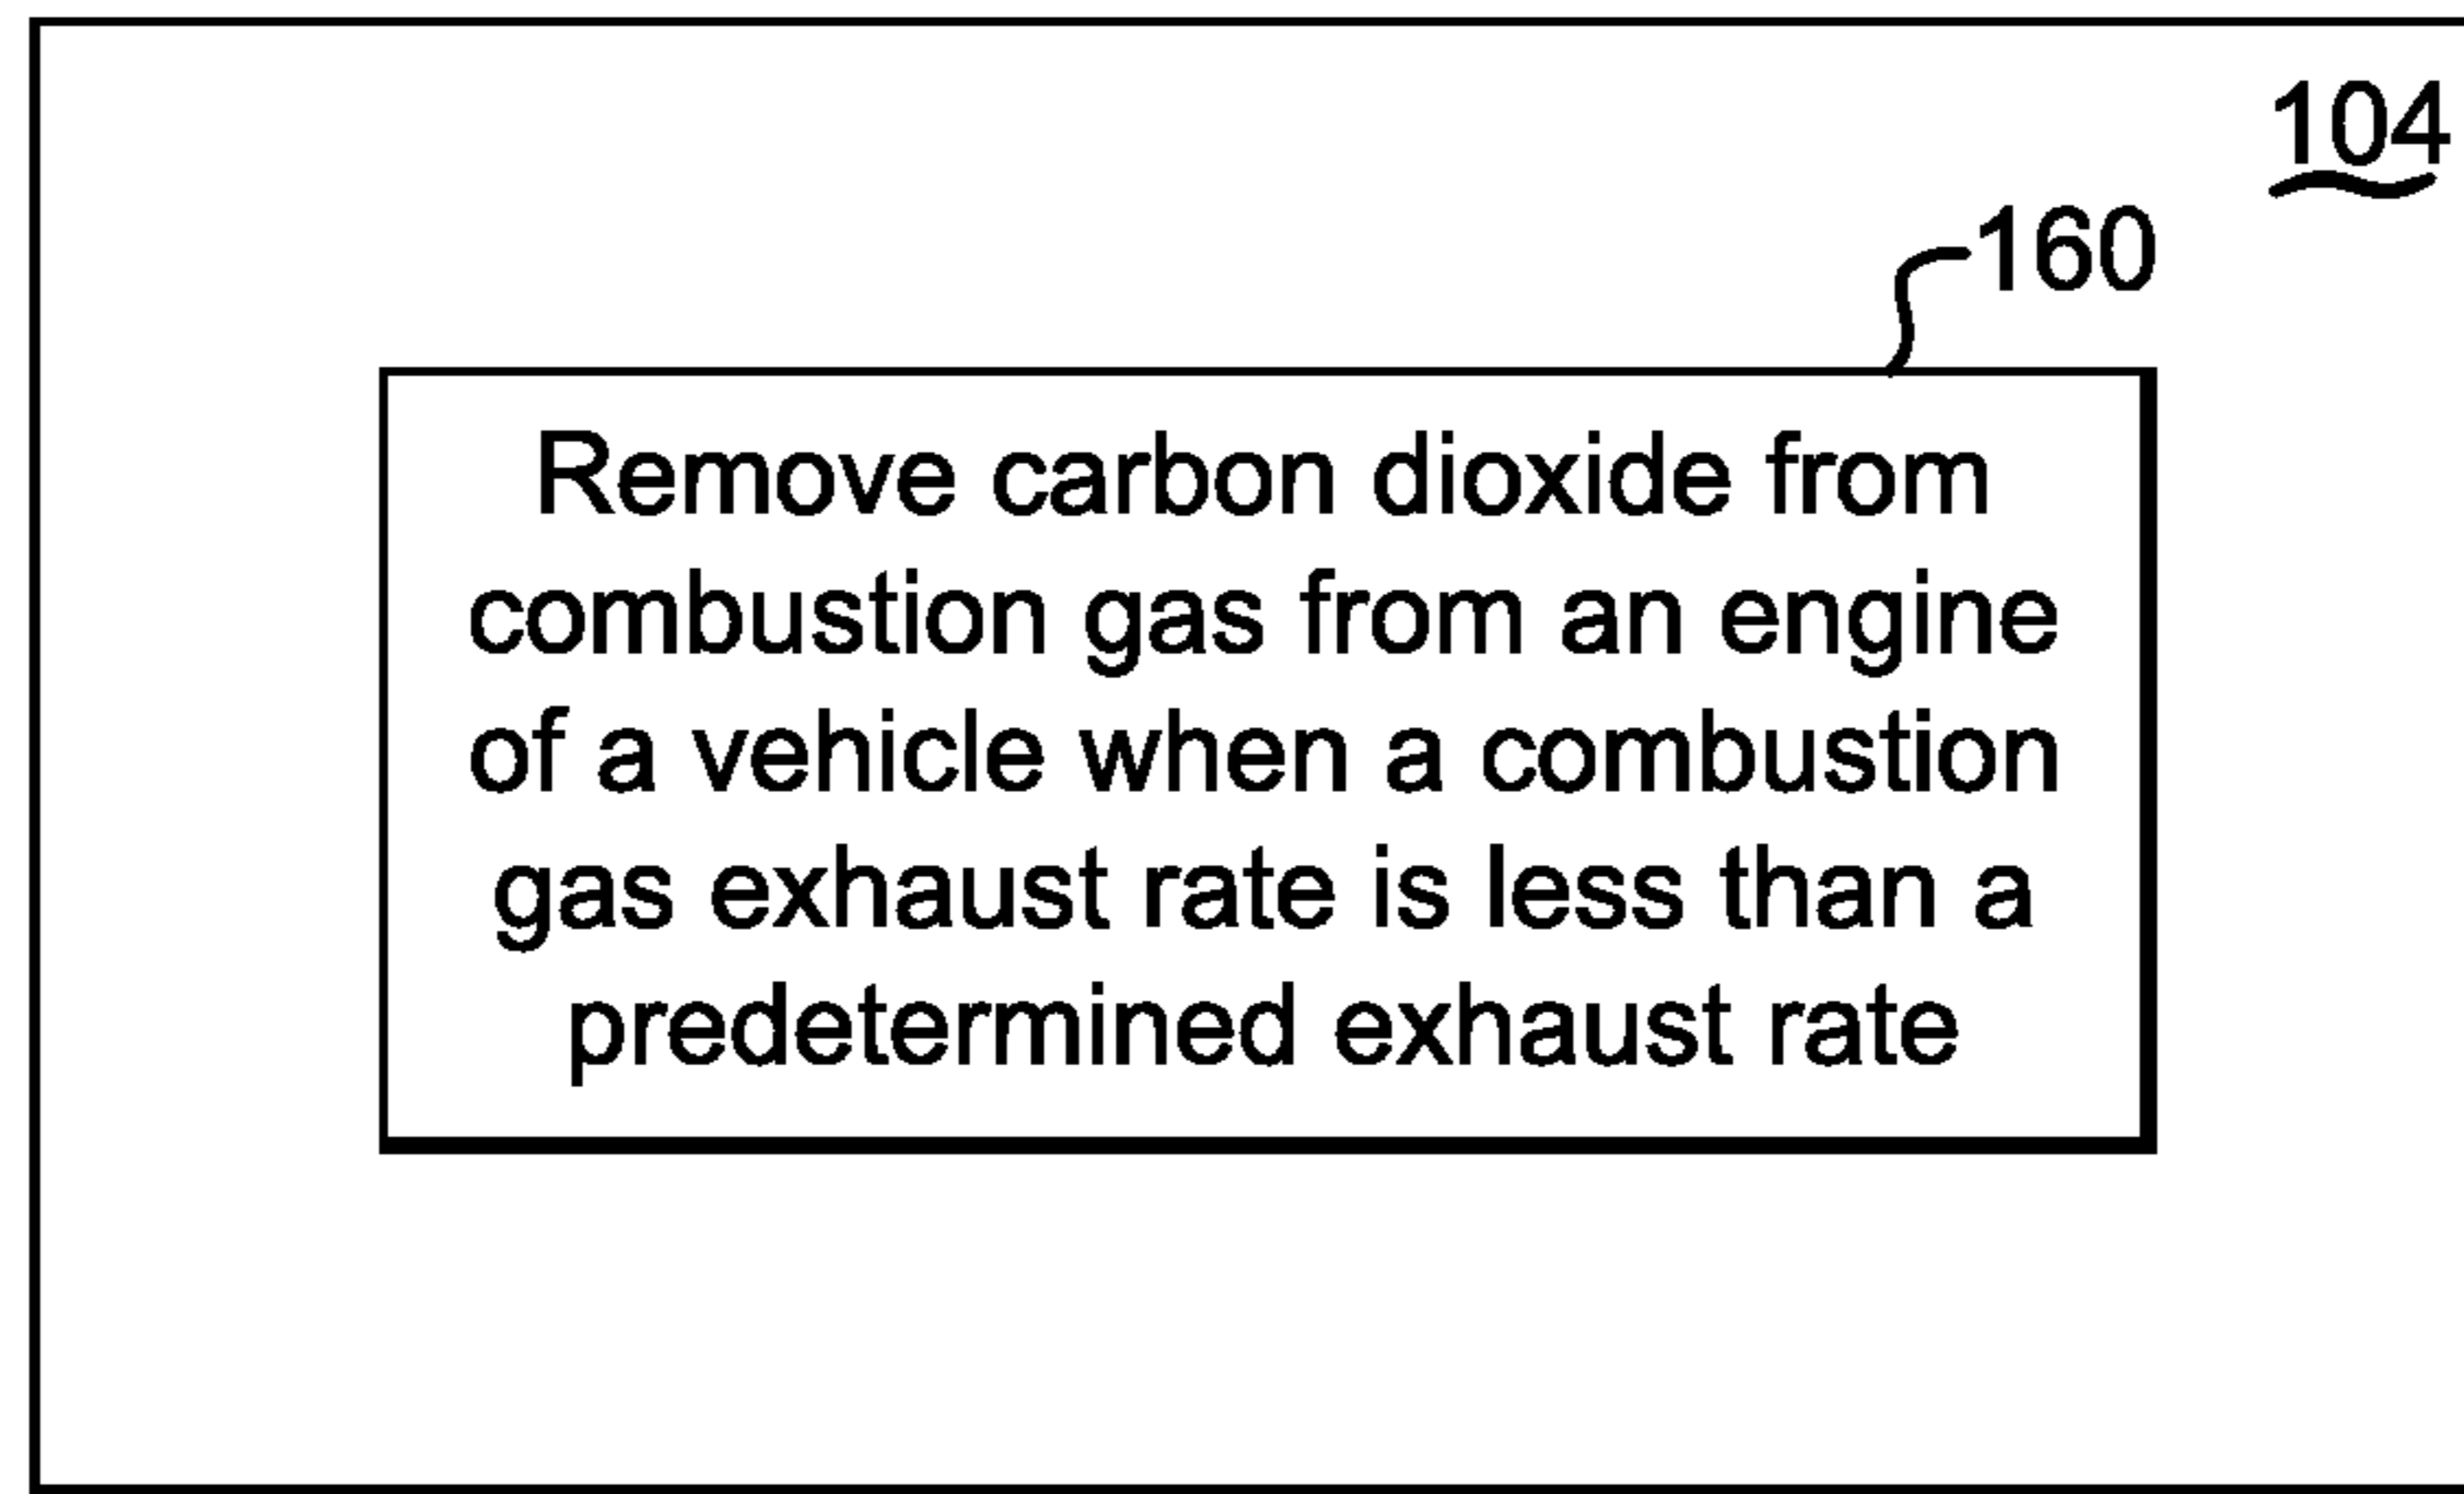 104
160
Remove carbon dioxide from
combustion gas from an engine
of a vehicle when a combustion
gas exhaust rate is less than a
predetermined exhaust rate